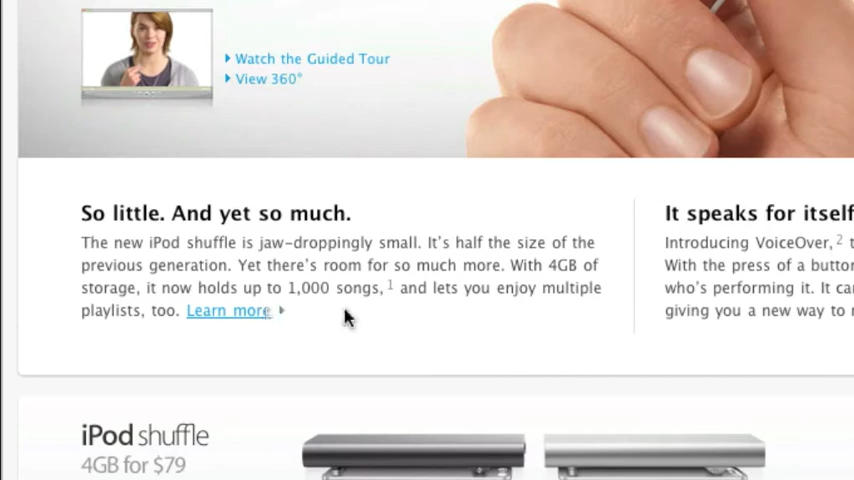 Watch the Guided Tour
View 360°
So little. And yet so much.
The new iPod shuffle is jaw-droppingly small. It's half the size of the
previous generation. Yet there's room for so much more. With 4GB of
storage, it now holds up to 1,000 songs,1 and lets you enjoy multiple
playlists, too. Learn more
It speaks for itself
Introducing VoiceOver,2
With the press of a
who's performing it. It
giving you a new way to
iPod shuffle
4GB for $79